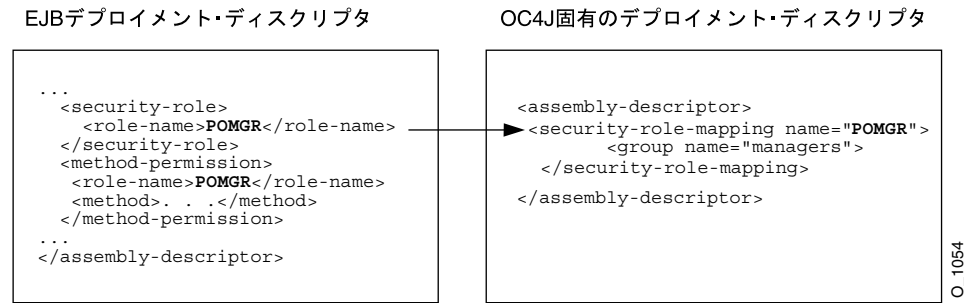 EJBデプロイメント・ディスクリプタ
...
<security-role>
<role-name>POMGR</role-name>
</security-role>
<method-permission>
<role-name>POMGR</role-name>
<method>. . .</method>
</method-permission>
...
</assembly-descriptor>
OC4J固有のデプロイメント・ディスクリプタ
<assembly-descriptor>
<security-role-mapping name="POMGR">
<group name="managers">
</security-role-mapping>
</assembly-descriptor>
O_1054